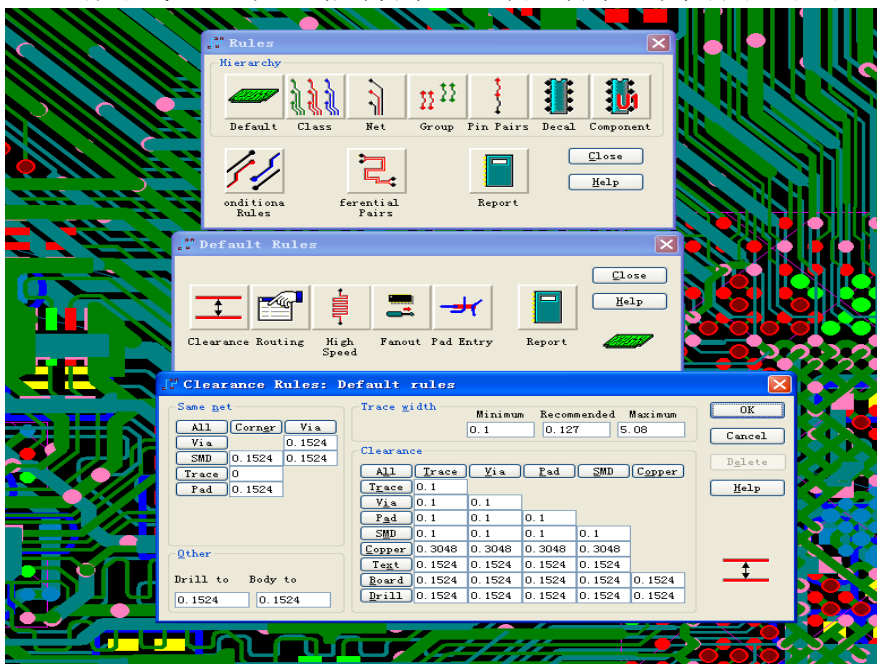 Rules
Hierarchy
Default Class Net Group Pin Pairs Decal Component
onditiona Rules
ferential Pairs
Report
Close
Help
Default Rules
Close
Help
Clearance Routing High Speed Fanout Pad Entry Report
Clearance Rules: Default rules
Same net
All Corner Via
Via 0.1524
SMD 0.1524 0.1524
Trace 0
Pad 0.1524
Other
Drill to Body to
0.1524 0.1524
Trace width
Minimum Recommended Maximum
0.1 0.127 5.08
Clearance
All Trace Via Pad SMD Copper
Trace 0.1
Via 0.1 0.1
Pad 0.1 0.1 0.1
SMD 0.1 0.1 0.1 0.1
Copper 0.3048 0.3048 0.3048 0.3048
Text 0.1524 0.1524 0.1524 0.1524
Board 0.1524 0.1524 0.1524 0.1524 0.1524
Drill 0.1524 0.1524 0.1524 0.1524 0.1524
OK
Cancel
Delete
Help